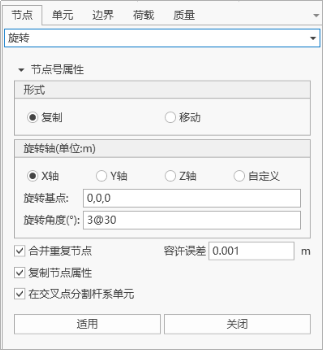 节点 单元 边界 荷载 质量
旋转
节点号属性
形式
复制 移动
旋转轴(单位:m)
X轴 Y轴 Z轴 自定义
旋转基点: 0,0,0
旋转角度(°): 3@30
合并重复节点 容许误差 0.001 m
复制节点属性
在交叉点分割杆系单元
适用 关闭